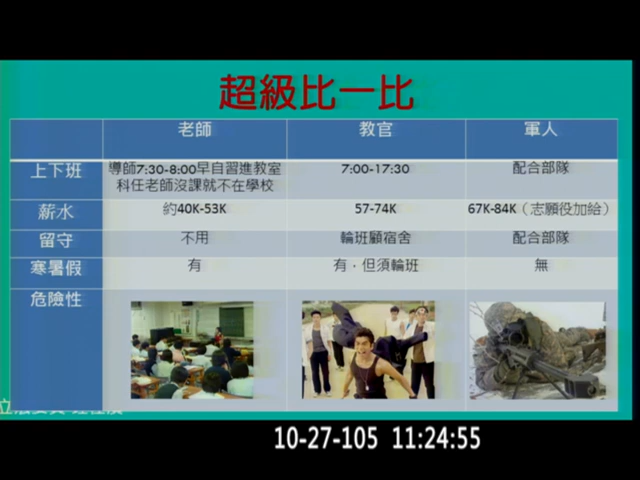 超級比一比
老師 教官 軍人
上下班 導師7:30-8:00早自習進教室 7:00-17:30 配合部隊
科任老師沒課就不在學校
薪水 約40K-53K 57-74K 67K-84K（志願役加給）
留守 不用 輪班顧宿舍 配合部隊
寒暑假 有 有，但須輪班 無
危險性
10-27-105 11:24:55